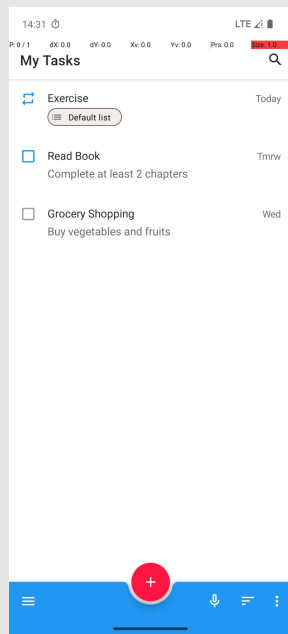 14:31 LTE
P: 0 / 1 dX: 0.0 dY: 0.0 Xv: 0.0 Yv: 0.0 Prs: 0.0 Size: 1.0
My Tasks
Exercise Today
Default list
Read Book Tmrw
Complete at least 2 chapters
Grocery Shopping Wed
Buy vegetables and fruits